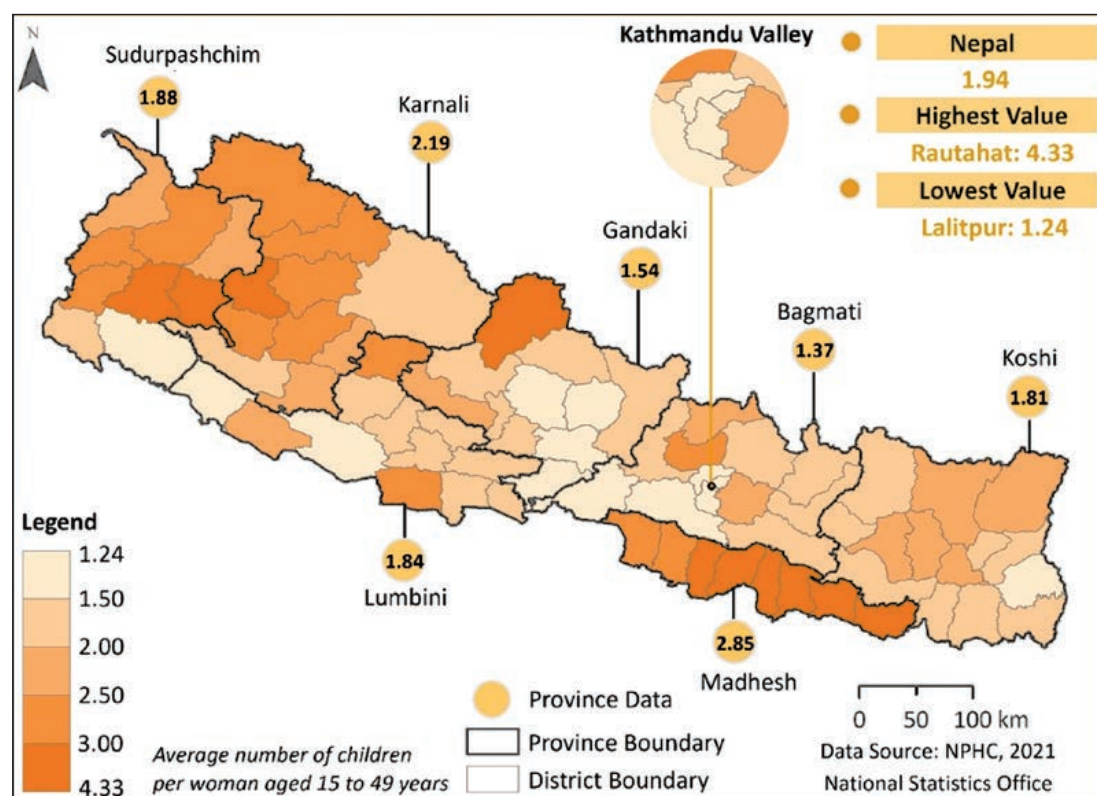 N
Kathmandu Valley
Nepal
1.94
Highest Value
Rautahat: 4.33
Lowest Value
Lalitpur: 1.24
Sudurpashchim
1.88
Karnali
2.19
Gandaki
1.54
Bagmati
1.37
Koshi
1.81
1.84
Lumbini
2.85
Madhesh
Legend
1.24
1.50
2.00
2.50
3.00
4.33
Average number of children
per woman aged 15 to 49 years
Province Data
Province Boundary
District Boundary
0 50 100 km
Data Source: NPHC, 2021
National Statistics Office